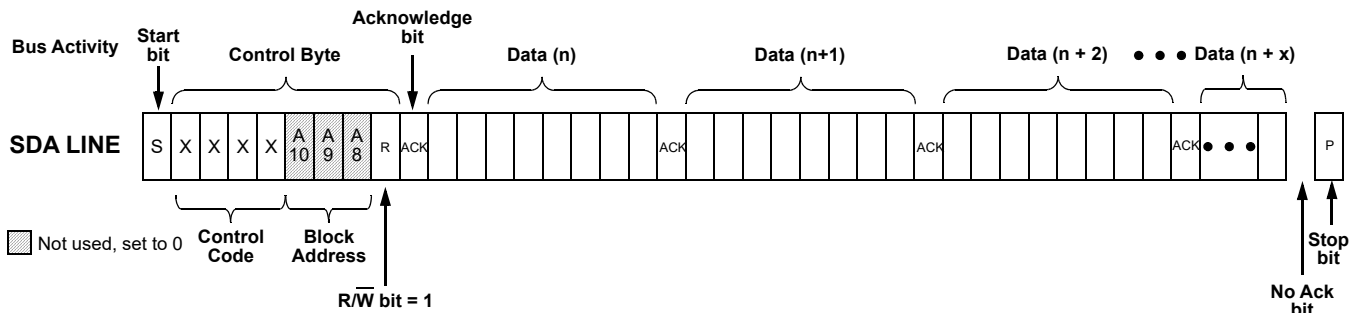 Bus Activity
Start
bit
Control Byte
Acknowledge
bit
Data (n)
Data (n+1)
Data (n + 2)
• • •
Data (n + x)
SDA LINE
S
X
X
X
X
A
10
A
9
A
8
R
ACK
ACK
ACK
ACK
• • •
P
Not used, set to 0
Control
Code
Block
Address
R/W̅ bit = 1
Stop
bit
No Ack
bit